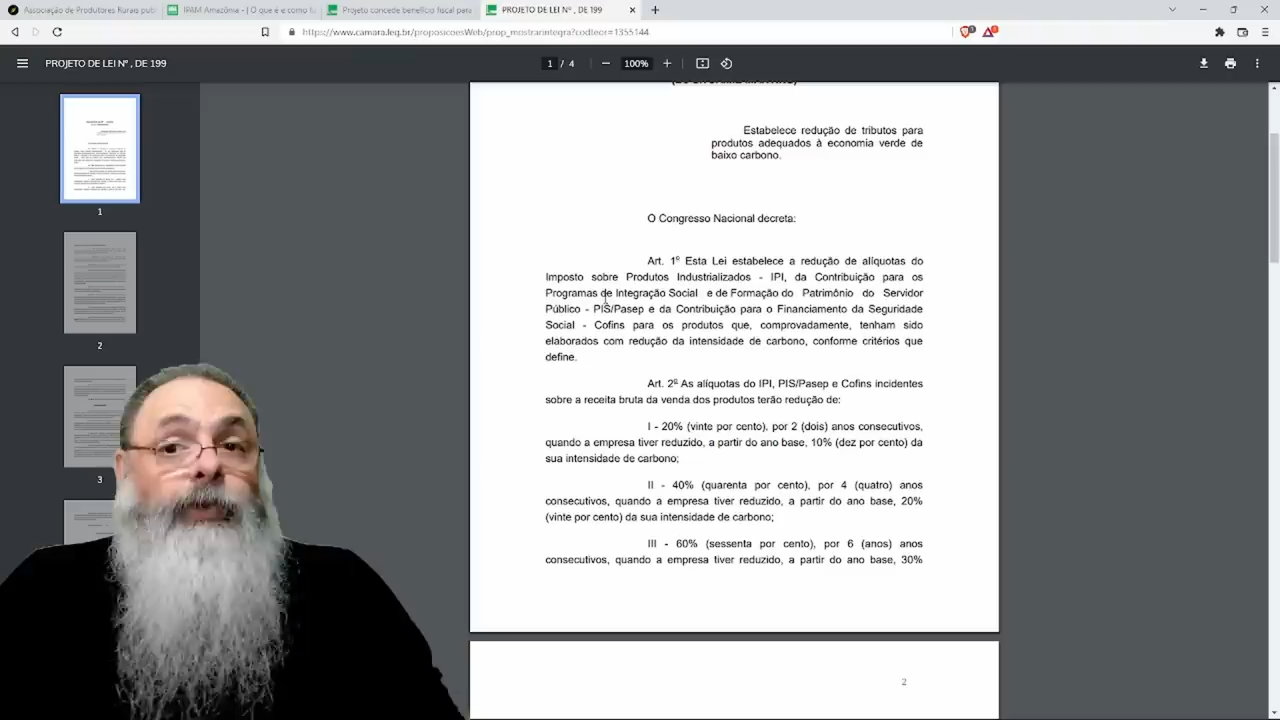 Associação de Produtores Rurais publ
IPAM Amazônia - | O que é e como fu
Projeto concede benefício fiscal para
PROJETO DE LEI Nº , DE 199
https://www.camara.leg.br/proposicoesWeb/prop_mostrarintegra?codteor=1355144
PROJETO DE LEI Nº , DE 199
1 / 4
100%
1
2
3
Estabelece redução de tributos para
produtos adequados à economia verde de
baixo carbono.
O Congresso Nacional decreta:
Art. 1º Esta Lei estabelece a redução de alíquotas do
Imposto sobre Produtos Industrializados - IPI, da Contribuição para os
Programas de Integração Social e de Formação do Patrimônio do Servidor
Público - PIS/Pasep e da Contribuição para o Financiamento da Seguridade
Social - Cofins para os produtos que, comprovadamente, tenham sido
elaborados com redução da intensidade de carbono, conforme critérios que
define.
Art. 2º As alíquotas do IPI, PIS/Pasep e Cofins incidentes
sobre a receita bruta da venda dos produtos terão redução de:
I - 20% (vinte por cento), por 2 (dois) anos consecutivos,
quando a empresa tiver reduzido, a partir do ano base, 10% (dez por cento) da
sua intensidade de carbono;
II - 40% (quarenta por cento), por 4 (quatro) anos
consecutivos, quando a empresa tiver reduzido, a partir do ano base, 20%
(vinte por cento) da sua intensidade de carbono;
III - 60% (sessenta por cento), por 6 (anos) anos
consecutivos, quando a empresa tiver reduzido, a partir do ano base, 30%
2